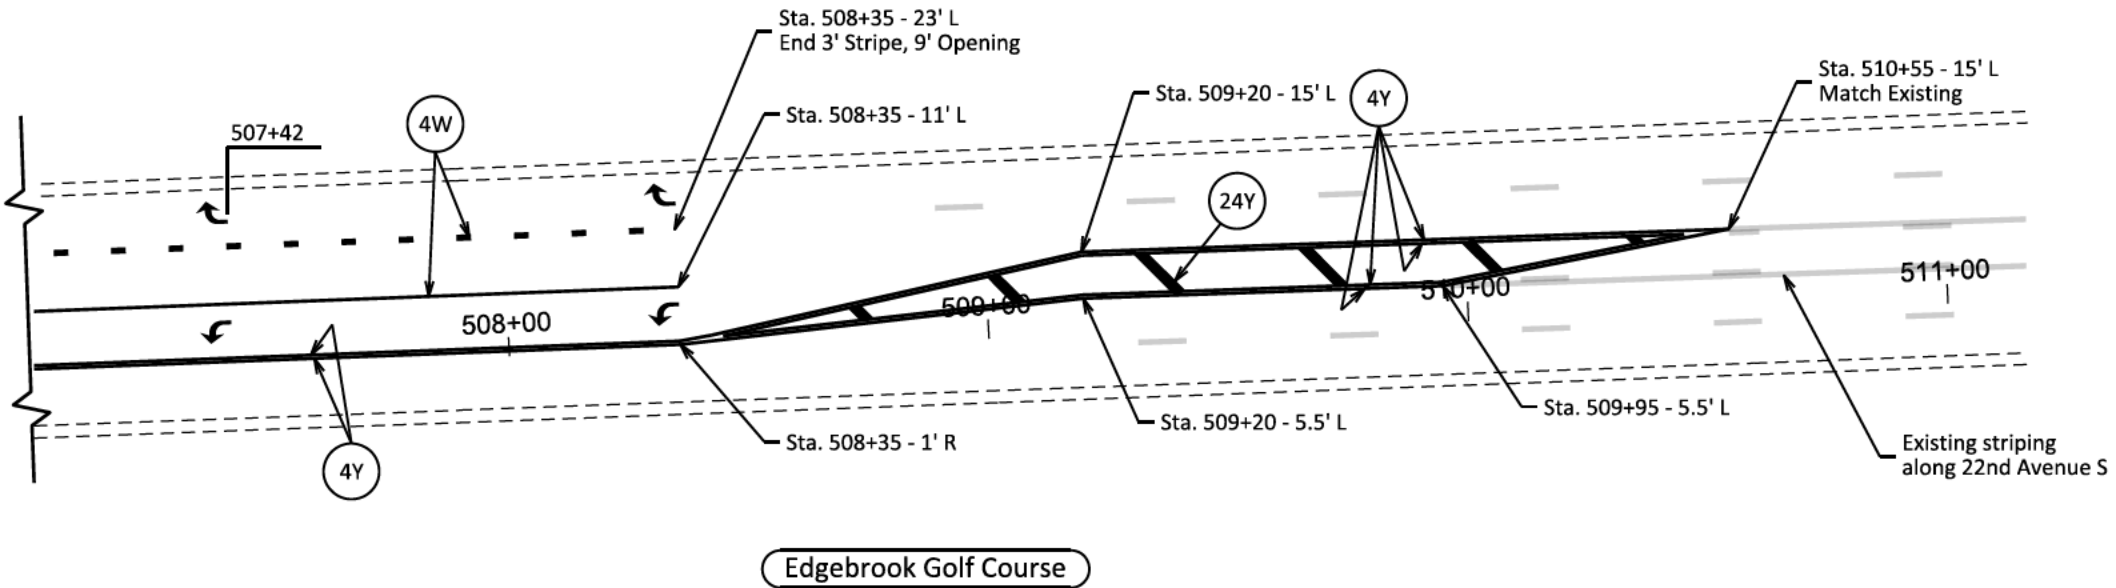 Sta. 508+35 - 23' L
End 3' Stripe, 9' Opening
Sta. 508+35 - 11' L
507+42
4W
Sta. 509+20 - 15' L
4Y
Sta. 510+55 - 15' L
Match Existing
24Y
508+00
509+00
510+00
511+00
4Y
Sta. 508+35 - 1' R
Sta. 509+20 - 5.5' L
Sta. 509+95 - 5.5' L
Existing striping
along 22nd Avenue S
Edgebrook Golf Course